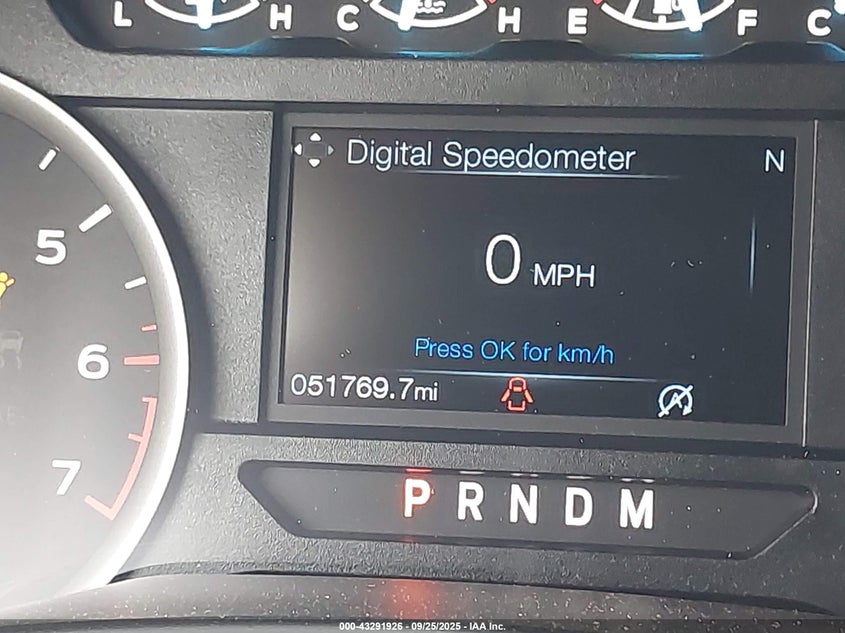 L H C H E F C
Digital Speedometer N
5
0 MPH
6
Press OK for km/h
051769.7mi
7
P R N D M
000-43291926 - 09/25/2025 - IAA Inc.